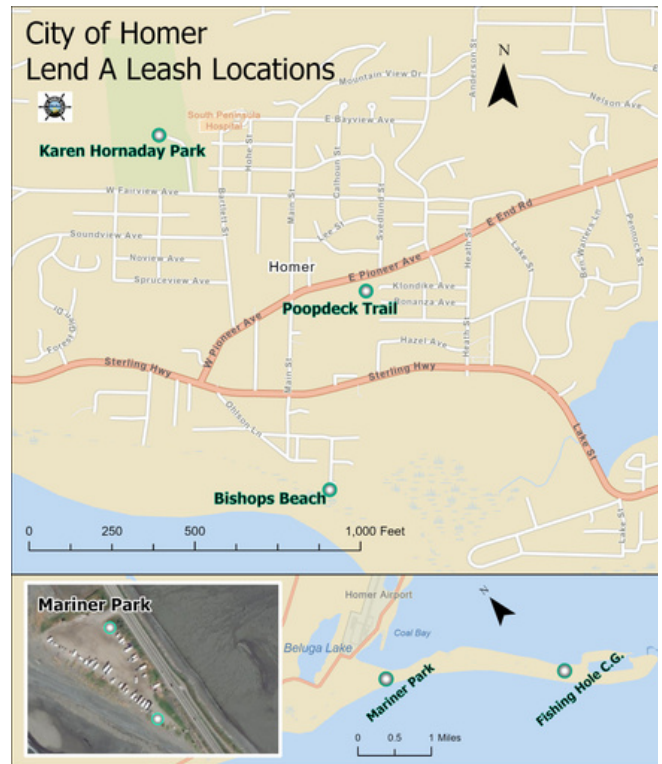 City of Homer
Lend A Leash Locations
N
Anderson St
Mountain View Dr
Nelson Ave
South Peninsula
Hospital
E Bayview Ave
Karen Hornaday Park
Hohe St
Calhoun St
W Fairview Ave
Bartlett St
Main St
Svedlund St
Lee St
E End Rd
Heath St
Lake St
Ben Walters Ln
Pennock St
Soundview Ave
Noview Ave
Spruceview Ave
Homer
E Pioneer Ave
Klondike Ave
Bonanza Ave
Poopdeck Trail
Forest Glen Dr
W Pioneer Ave
Hazel Ave
Heath St
Sterling Hwy
Main St
Sterling Hwy
Ohlson Ln
Lake St
Bishops Beach
Lake St
0 250 500 1,000 Feet
Mariner Park
Homer Airport
N
Beluga Lake
Coal Bay
Mariner Park
Fishing Hole C.G.
0 0.5 1 Miles